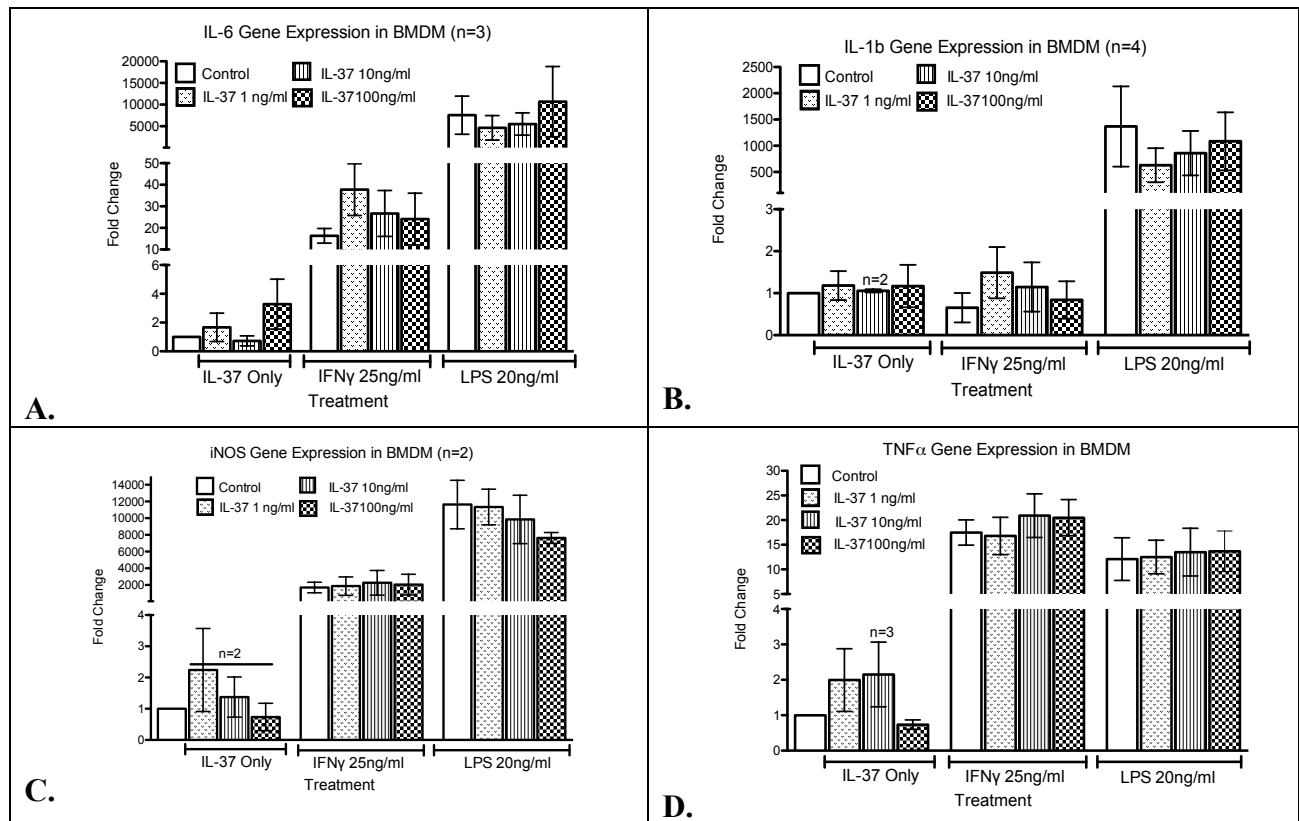 IL-6 Gene Expression in BMDM (n=3)
Control
IL-37 10ng/ml
IL-37 1 ng/ml
IL-37100ng/ml
20000
15000
10000
5000
50
40
30
20
10
6
4
2
0
Fold Change
IL-37 Only
IFNγ 25ng/ml
LPS 20ng/ml
Treatment
A.
IL-1b Gene Expression in BMDM (n=4)
Control
IL-37 10ng/ml
IL-37 1 ng/ml
IL-37100ng/ml
2500
2000
1500
1000
500
3
2
1
0
Fold Change
n=2
IL-37 Only
IFNγ 25ng/ml
LPS 20ng/ml
Treatment
B.
iNOS Gene Expression in BMDM (n=2)
Control
IL-37 10ng/ml
IL-37 1 ng/ml
IL-37100ng/ml
14000
12000
10000
8000
6000
4000
2000
4
3
2
1
0
Fold Change
n=2
IL-37 Only
IFNγ 25ng/ml
LPS 20ng/ml
Treatment
C.
TNFα Gene Expression in BMDM
Control
IL-37 1 ng/ml
IL-37 10ng/ml
IL-37100ng/ml
30
25
20
15
10
5
4
3
2
1
0
Fold Change
n=3
IL-37 Only
IFNγ 25ng/ml
LPS 20ng/ml
Treatment
D.